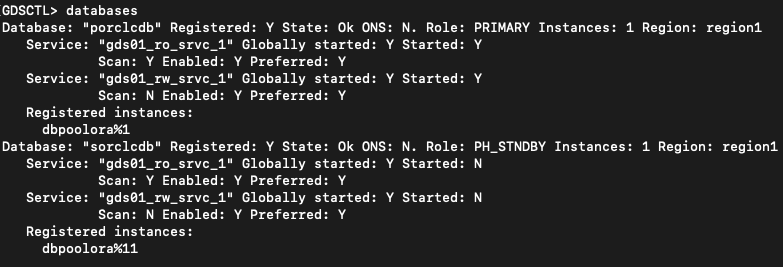 GDSCTL> databases
Database: "porclcdb" Registered: Y State: Ok ONS: N. Role: PRIMARY Instances: 1 Region: region1
   Service: "gds01_ro_srvc_1" Globally started: Y Started: Y
            Scan: Y Enabled: Y Preferred: Y
   Service: "gds01_rw_srvc_1" Globally started: Y Started: Y
            Scan: N Enabled: Y Preferred: Y
   Registered instances:
     dbpoolora%1
Database: "sorclcdb" Registered: Y State: Ok ONS: N. Role: PH_STNDBY Instances: 1 Region: region1
   Service: "gds01_ro_srvc_1" Globally started: Y Started: N
            Scan: Y Enabled: Y Preferred: Y
   Service: "gds01_rw_srvc_1" Globally started: Y Started: N
            Scan: N Enabled: Y Preferred: Y
   Registered instances:
     dbpoolora%11